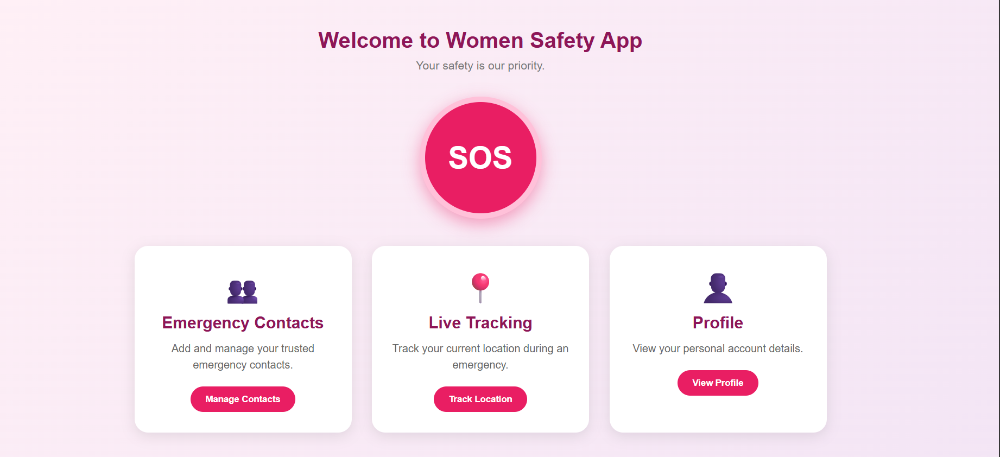 Welcome to Women Safety App
Your safety is our priority.
SOS
Emergency Contacts
Add and manage your trusted
emergency contacts.
Manage Contacts
Live Tracking
Track your current location during an
emergency.
Track Location
Profile
View your personal account details.
View Profile